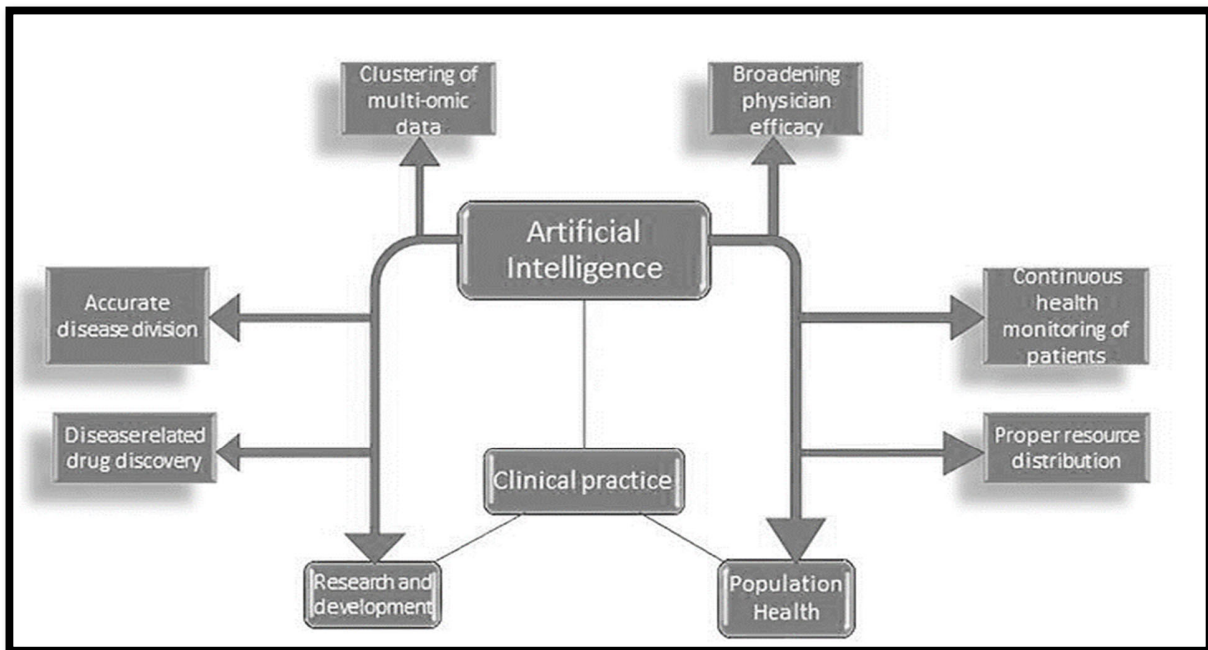 Clustering of
multi-omic
data
Broadening
physician
efficacy
Artificial
Intelligence
Accurate
disease division
Continuous
health
monitoring of
patients
Diseaserelated
drug discovery
Proper resource
distribution
Clinical practice
Research and
development
Population
Health